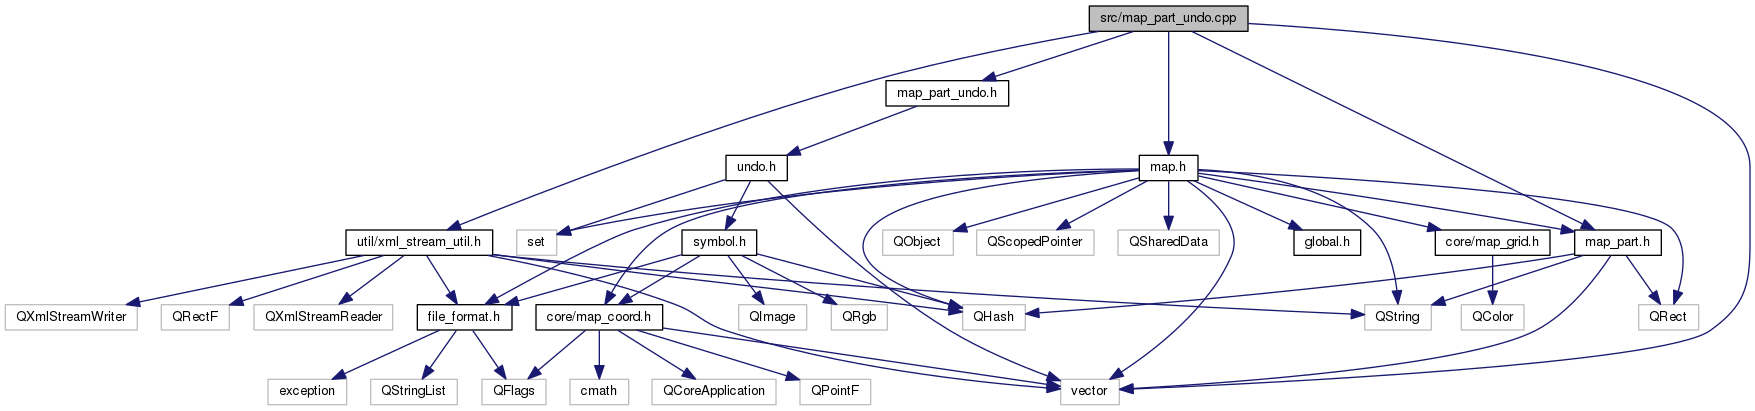 src/map_part_undo.cpp
map_part_undo.h
undo.h
map.h
util/xml_stream_util.h
set
symbol.h
QObject
QScopedPointer
QSharedData
global.h
core/map_grid.h
map_part.h
QXmlStreamWriter
QRectF
QXmlStreamReader
file_format.h
core/map_coord.h
QImage
QRgb
QHash
QString
QColor
QRect
exception
QStringList
QFlags
cmath
QCoreApplication
QPointF
vector